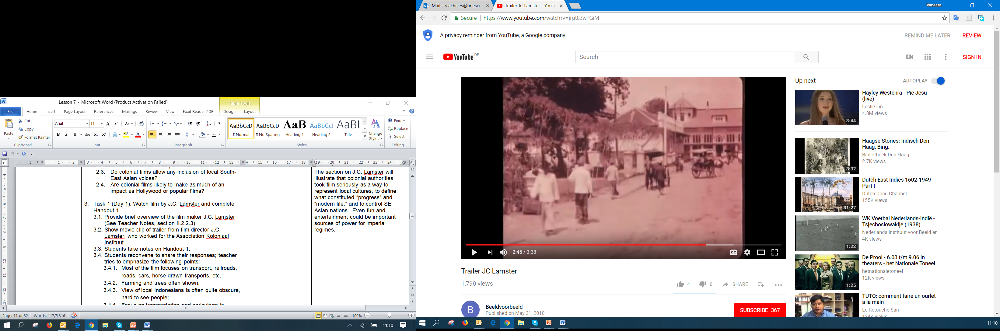 Lesson 7 - Microsoft Word (Product Activation Failed)
Table Tools
File
Home
Insert
Page Layout
References
Mailings
Review
View
Foxit Reader PDF
Design
Layout
Paste
Cut
Copy
Format Painter
Clipboard
Arial
11
Font
Paragraph
AaBbCcD
¶ Normal
AaBbCcD
¶ No Spacing
AaB
Heading 1
AaBbCc
Heading 2
AaB
Title
Change
Styles
Styles
Find
Replace
Select
Editing
2.3. Do colonial films allow any inclusion of local South-
East Asian voices?
2.4. Are colonial films likely to make as much of an
impact as Hollywood or popular films?
3. Task 1 (Day 1): Watch film by J.C. Lamster and complete
Handout 1.
3.1. Provide brief overview of the film maker J.C. Lamster
(See Teacher Notes, section II.2.2.3)
3.2. Show movie clip of trailer from film director J.C.
Lamster, who worked for the Association Koloniaal
Instituut
3.3. Students take notes on Handout 1.
3.4. Students reconvene to share their responses; teacher
tries to emphasize the following points:
3.4.1. Most of the film focuses on transport, railroads,
roads, cars, horse-drawn transports, etc.;
3.4.2. Farming and trees often shown;
3.4.3. View of local Indonesians is often quite obscure,
hard to see people;
3.4.4. Focus on transportation and agriculture is
The section on J.C. Lamster will
illustrate that colonial authorities
took film seriously as a way to
represent local cultures, to define
what constituted “progress” and
“modern life,” and to control SE
Asian nations. Even fun and
entertainment could be important
sources of power for imperial
regimes.
Page: 11 of 32
Words: 117/5,316
100%
11:10
Mail – v.achilles@unesco.
Trailer JC Lamster - YouTu
Vanessa
Secure
https://www.youtube.com/watch?v=jrgt83wPGiM
A privacy reminder from YouTube, a Google company
REMIND ME LATER
REVIEW
YouTube DE
Search
SIGN IN
2:45 / 3:38
CC
Trailer JC Lamster
1,790 views
4
0
SHARE
B
Beeldvoorbeeld
Published on May 31, 2010
SUBSCRIBE 367
Up next
AUTOPLAY
3:44
Hayley Westenra - Pie Jesu
(live)
Leslie Lin
4.8M views
3:32
Haagse Stories: Indisch Den
Haag, Bing.
Bibliotheek Den Haag
2.7K views
31:27
Dutch East Indies 1602-1949
Part I
Dutch Docu Channel
155K views
1:22
WK Voetbal Nederlands-Indië -
Tsjechoslowakije (1938)
Nederlands Instituut voor Beeld en
4K views
1:25
De Prooi - 6.03 t/m 9.06 in
theaters - het Nationale Toneel
hetnationaletoneel
12K views
TUTO: comment faire un ourlet
a la main
Le Retouche San
124K views
11:10